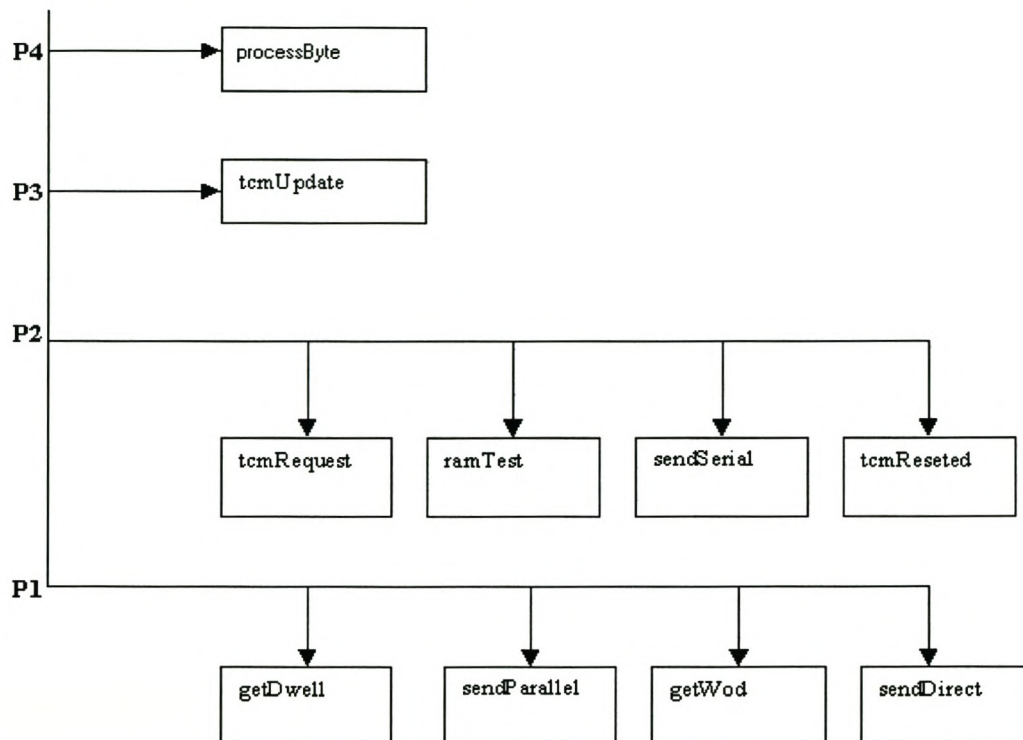 P4
processByte
P3
tcmUpdate
P2
tcmRequest
ramTest
sendSerial
tcmReseted
P1
getDwell
sendParallel
getWod
sendDirect